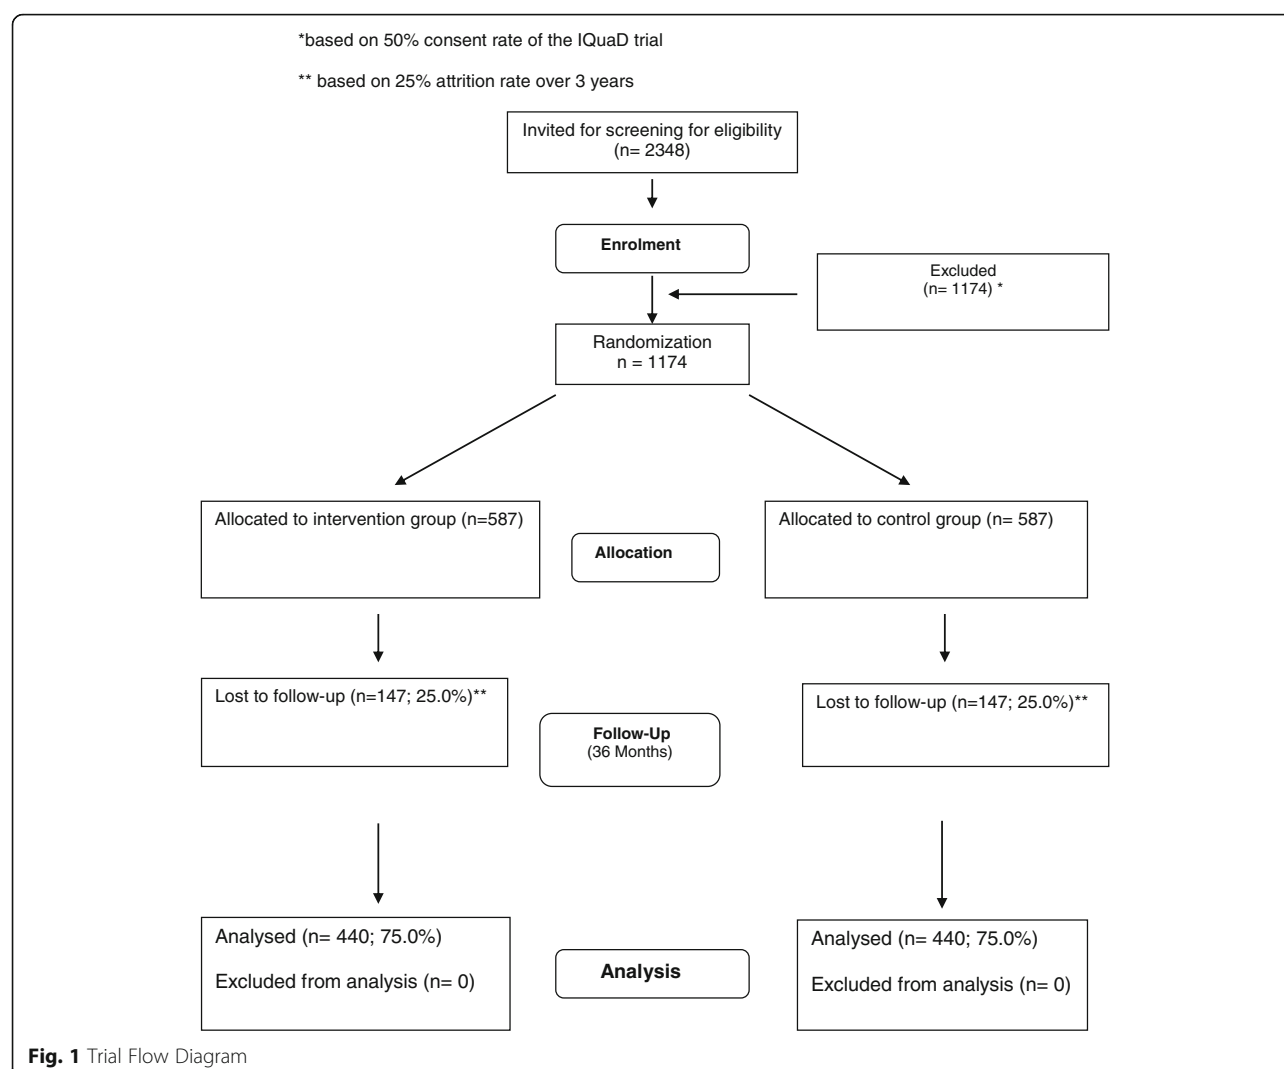 *based on 50% consent rate of the IQuaD trial
** based on 25% attrition rate over 3 years
Invited for screening for eligibility
(n= 2348)
Enrolment
Excluded
(n= 1174) *
Randomization
n = 1174
Allocated to intervention group (n=587)
Allocated to control group (n= 587)
Allocation
Lost to follow-up (n=147; 25.0%)**
Lost to follow-up (n=147; 25.0%)**
Follow-Up
(36 Months)
Analysed (n= 440; 75.0%)
Excluded from analysis (n= 0)
Analysed (n= 440; 75.0%)
Excluded from analysis (n= 0)
Analysis
Fig. 1 Trial Flow Diagram